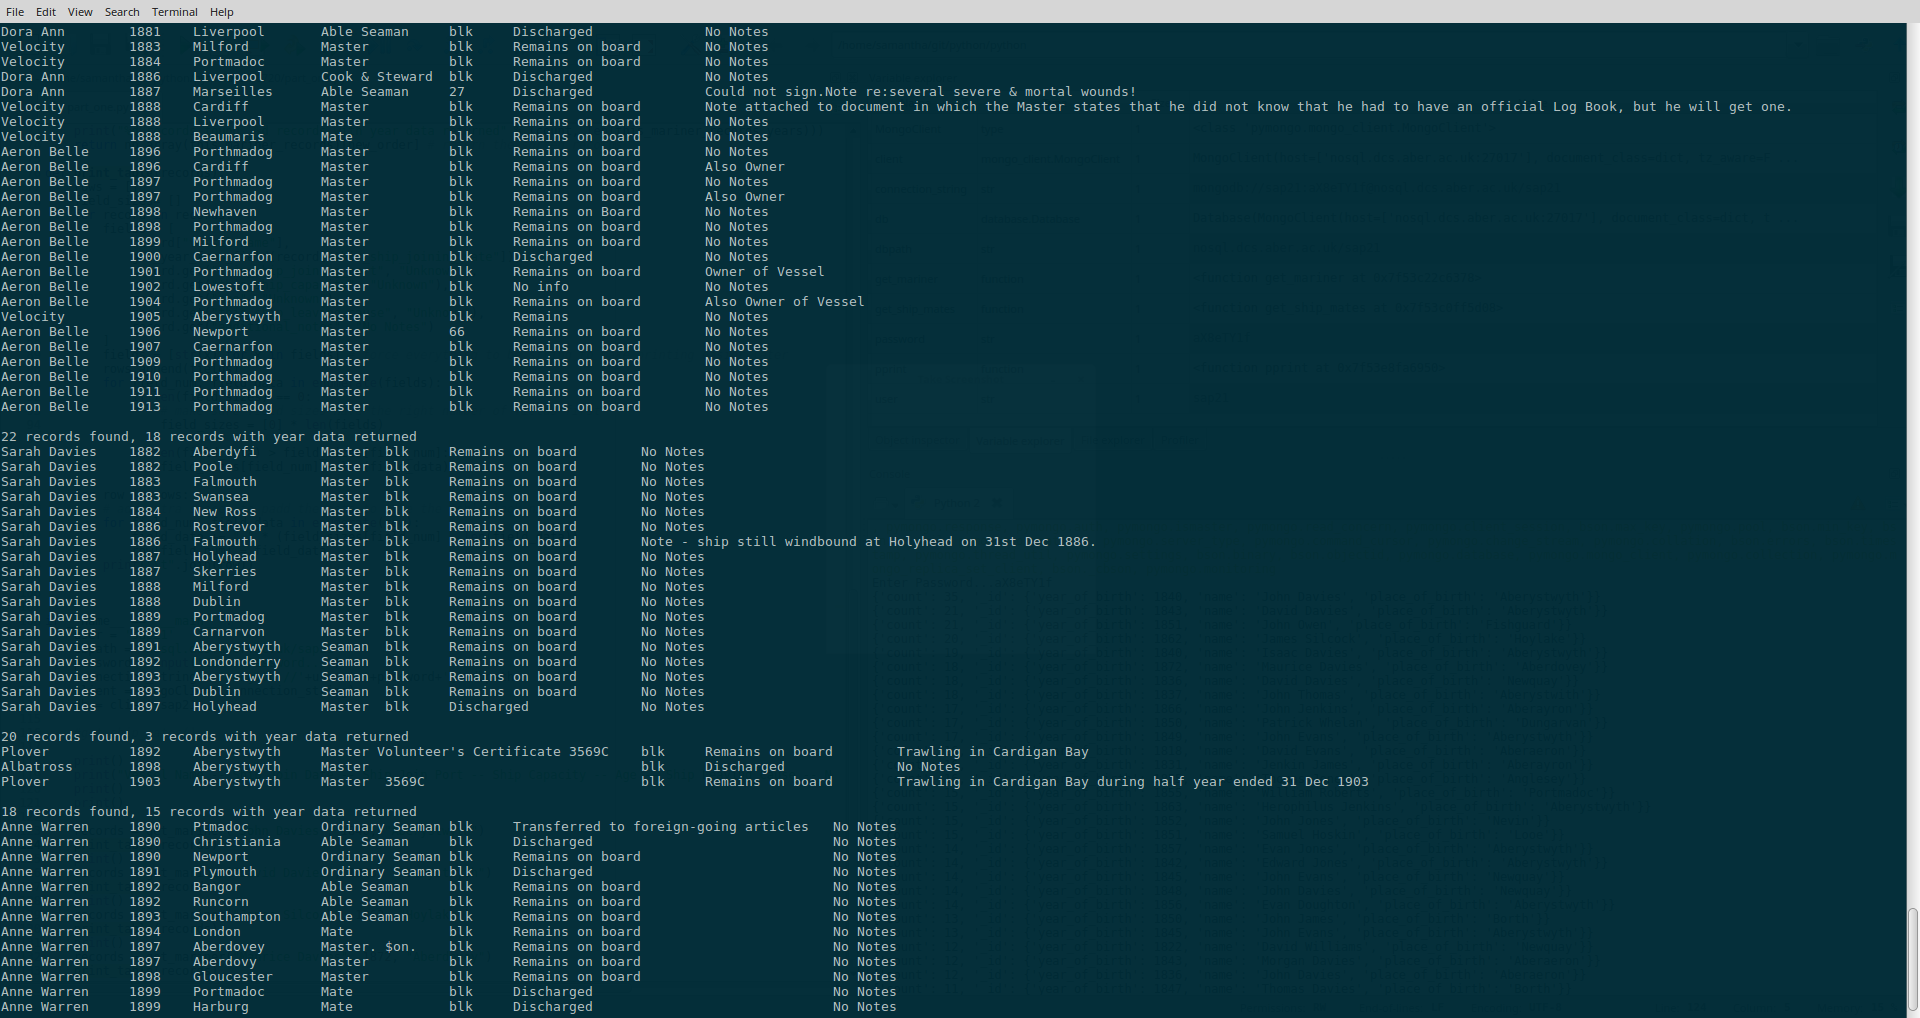 File Edit View Search Terminal Help
Dora Ann 1881 Liverpool Able Seaman blk Discharged No Notes
Velocity 1883 Milford Master blk Remains on board No Notes
Velocity 1884 Portmadoc Master blk Remains on board No Notes
Dora Ann 1886 Liverpool Cook & Steward blk Discharged No Notes
Dora Ann 1887 Marseilles Able Seaman 27 Discharged Could not sign.Note re:several severe & mortal wounds!
Velocity 1888 Cardiff Master blk Remains on board Note attached to document in which the Master states that he did not know that he had to have an official Log Book, but he will get one.
Velocity 1888 Liverpool Master blk Remains on board No Notes
Velocity 1888 Beaumaris Mate blk Remains on board No Notes
Aeron Belle 1896 Porthmadog Master blk Remains on board No Notes
Aeron Belle 1896 Cardiff Master blk Remains on board Also Owner
Aeron Belle 1897 Porthmadog Master blk Remains on board No Notes
Aeron Belle 1897 Porthmadog Master blk Remains on board Also Owner
Aeron Belle 1898 Newhaven Master blk Remains on board No Notes
Aeron Belle 1898 Porthmadog Master blk Remains on board No Notes
Aeron Belle 1899 Milford Master blk Remains on board No Notes
Aeron Belle 1900 Caernarfon Master blk Discharged No Notes
Aeron Belle 1901 Porthmadog Master blk Remains on board Owner of Vessel
Aeron Belle 1902 Lowestoft Master blk No info No Notes
Aeron Belle 1904 Porthmadog Master blk Remains on board Also Owner of Vessel
Velocity 1905 Aberystwyth Master blk Remains No Notes
Aeron Belle 1906 Newport Master 66 Remains on board No Notes
Aeron Belle 1907 Caernarfon Master blk Remains on board No Notes
Aeron Belle 1909 Porthmadog Master blk Remains on board No Notes
Aeron Belle 1910 Porthmadog Master blk Remains on board No Notes
Aeron Belle 1911 Porthmadog Master blk Remains on board No Notes
Aeron Belle 1913 Porthmadog Master blk Remains on board No Notes
22 records found, 18 records with year data returned
Sarah Davies 1882 Aberdyfi Master blk Remains on board No Notes
Sarah Davies 1882 Poole Master blk Remains on board No Notes
Sarah Davies 1883 Falmouth Master blk Remains on board No Notes
Sarah Davies 1883 Swansea Master blk Remains on board No Notes
Sarah Davies 1884 New Ross Master blk Remains on board No Notes
Sarah Davies 1886 Rostrevor Master blk Remains on board No Notes
Sarah Davies 1886 Falmouth Master blk Remains on board Note - ship still windbound at Holyhead on 31st Dec 1886.
Sarah Davies 1887 Holyhead Master blk Remains on board No Notes
Sarah Davies 1887 Skerries Master blk Remains on board No Notes
Sarah Davies 1888 Milford Master blk Remains on board No Notes
Sarah Davies 1888 Dublin Master blk Remains on board No Notes
Sarah Davies 1889 Portmadog Master blk Remains on board No Notes
Sarah Davies 1889 Carnarvon Master blk Remains on board No Notes
Sarah Davies 1891 Aberystwyth Seaman blk Remains on board No Notes
Sarah Davies 1892 Londonderry Seaman blk Remains on board No Notes
Sarah Davies 1893 Aberystwyth Seaman blk Remains on board No Notes
Sarah Davies 1893 Dublin Seaman blk Remains on board No Notes
Sarah Davies 1897 Holyhead Master blk Discharged No Notes
20 records found, 3 records with year data returned
Plover 1892 Aberystwyth Master Volunteer's Certificate 3569C blk Remains on board Trawling in Cardigan Bay
Albatross 1898 Aberystwyth Master blk Discharged No Notes
Plover 1903 Aberystwyth Master 3569C blk Remains on board Trawling in Cardigan Bay during half year ended 31 Dec 1903
18 records found, 15 records with year data returned
Anne Warren 1890 Ptmadoc Ordinary Seaman blk Transferred to foreign-going articles No Notes
Anne Warren 1890 Christiania Able Seaman blk Discharged No Notes
Anne Warren 1890 Newport Ordinary Seaman blk Remains on board No Notes
Anne Warren 1891 Plymouth Ordinary Seaman blk Discharged No Notes
Anne Warren 1892 Bangor Able Seaman blk Remains on board No Notes
Anne Warren 1892 Runcorn Able Seaman blk Remains on board No Notes
Anne Warren 1893 Southampton Able Seaman blk Remains on board No Notes
Anne Warren 1894 London Mate blk Remains on board No Notes
Anne Warren 1897 Aberdovey Master. $on. blk Remains on board No Notes
Anne Warren 1897 Aberdovy Master blk Remains on board No Notes
Anne Warren 1898 Gloucester Master blk Remains on board No Notes
Anne Warren 1899 Portmadoc Mate blk Discharged No Notes
Anne Warren 1899 Harburg Mate blk Discharged No Notes